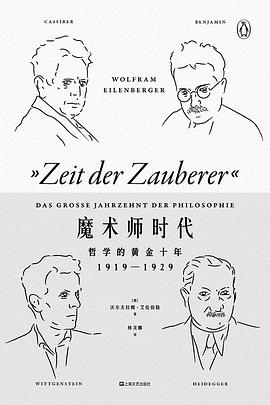 CASSIRER
BENJAMIN
WOLFRAM
EILENBERGER
»Zeit der Zauberer«
DAS GROSSE JAHRZEHNT DER PHILOSOPHIE
魔术师时代
哲学的黄金十年
1919—1929
[德]
沃尔夫拉姆·艾伦伯格
著
林灵娜
译
WITTGENSTEIN
上海文艺出版社
HEIDEGGER